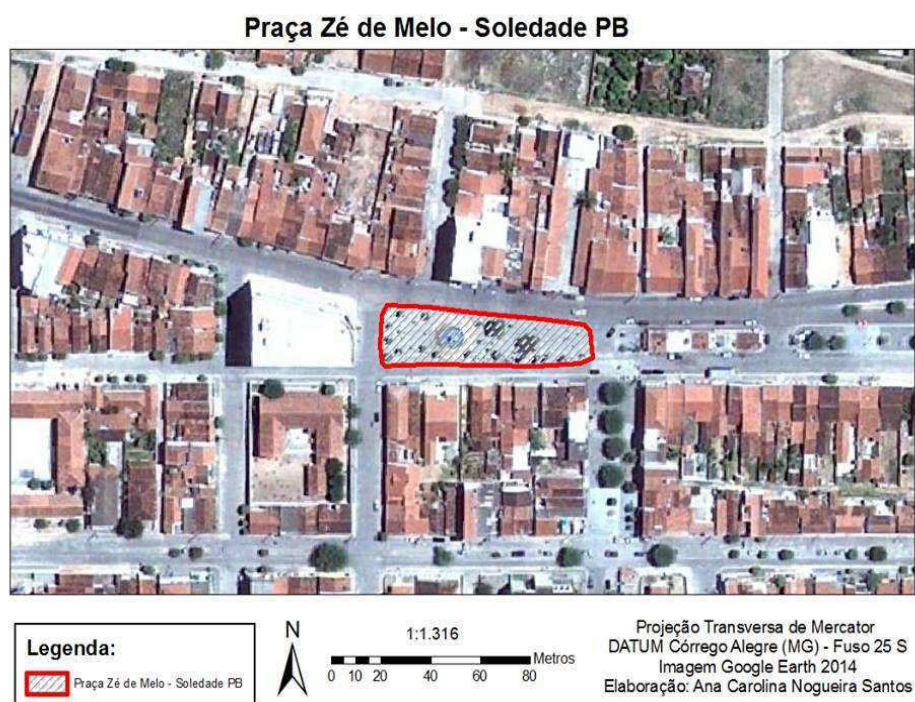 Praça Zé de Melo - Soledade PB
Legenda:
Praça Zé de Melo - Soledade PB
N
1:1.316
Metros
0 10 20 40 60 80
Projeção Transversa de Mercator
DATUM Córrego Alegre (MG) - Fuso 25 S
Imagem Google Earth 2014
Elaboração: Ana Carolina Nogueira Santos